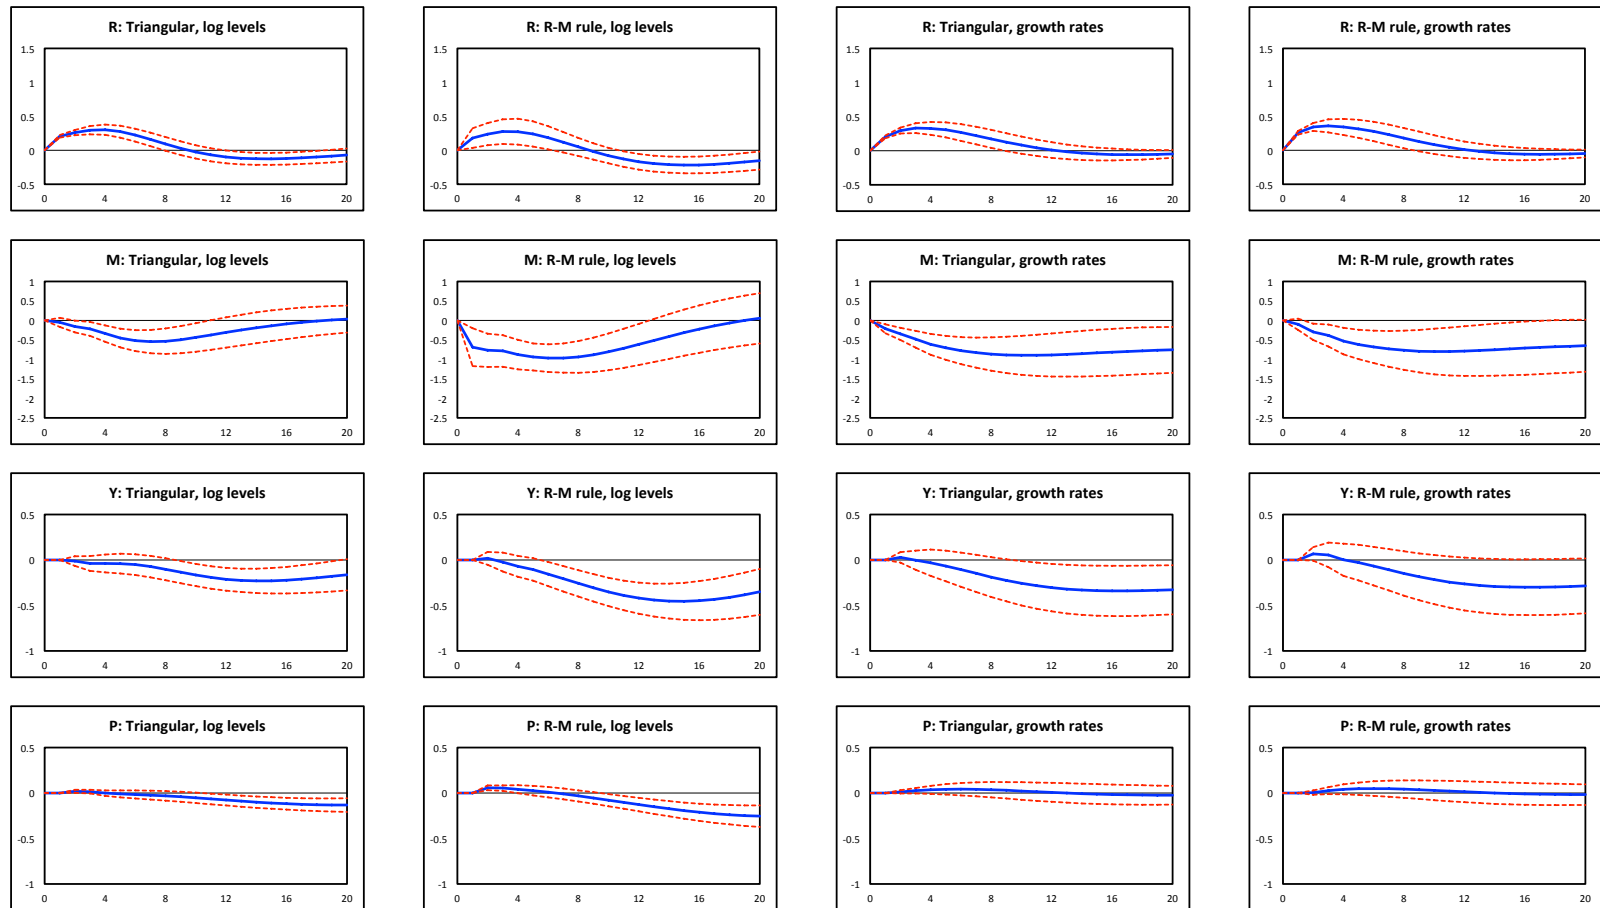 R: Triangular, log levels
1.5
1
0.5
0
-0.5
0 4 8 12 16 20
R: R-M rule, log levels
1.5
1
0.5
0
-0.5
0 4 8 12 16 20
R: Triangular, growth rates
1.5
1
0.5
0
-0.5
0 4 8 12 16 20
R: R-M rule, growth rates
1.5
1
0.5
0
-0.5
0 4 8 12 16 20
M: Triangular, log levels
1
0.5
0
-0.5
-1
-1.5
-2
-2.5
0 4 8 12 16 20
M: R-M rule, log levels
1
0.5
0
-0.5
-1
-1.5
-2
-2.5
0 4 8 12 16 20
M: Triangular, growth rates
1
0.5
0
-0.5
-1
-1.5
-2
-2.5
0 4 8 12 16 20
M: R-M rule, growth rates
1
0.5
0
-0.5
-1
-1.5
-2
-2.5
0 4 8 12 16 20
Y: Triangular, log levels
0.5
0
-0.5
-1
0 4 8 12 16 20
Y: R-M rule, log levels
0.5
0
-0.5
-1
0 4 8 12 16 20
Y: Triangular, growth rates
0.5
0
-0.5
-1
0 4 8 12 16 20
Y: R-M rule, growth rates
0.5
0
-0.5
-1
0 4 8 12 16 20
P: Triangular, log levels
0.5
0
-0.5
-1
0 4 8 12 16 20
P: R-M rule, log levels
0.5
0
-0.5
-1
0 4 8 12 16 20
P: Triangular, growth rates
0.5
0
-0.5
-1
0 4 8 12 16 20
P: R-M rule, growth rates
0.5
0
-0.5
-1
0 4 8 12 16 20